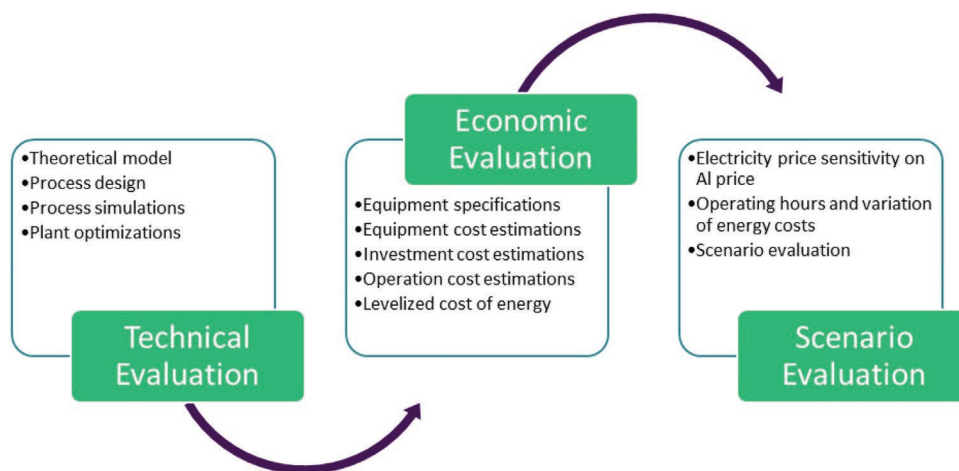 •Theoretical model
•Process design
•Process simulations
•Plant optimizations
Technical
Evaluation
Economic
Evaluation
•Equipment specifications
•Equipment cost estimations
•Investment cost estimations
•Operation cost estimations
•Levelized cost of energy
•Electricity price sensitivity on
Al price
•Operating hours and variation
of energy costs
•Scenario evaluation
Scenario
Evaluation